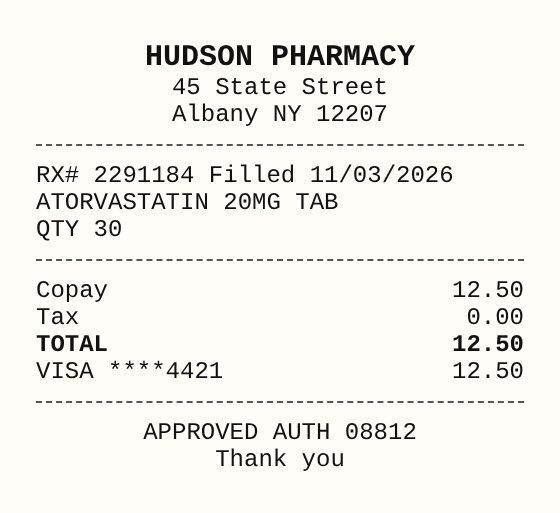 HUDSON PHARMACY
45 State Street
Albany NY 12207
RX# 2291184 Filled 11/03/2026
ATORVASTATIN 20MG TAB
QTY 30
Copay 12.50
Tax 0.00
TOTAL 12.50
VISA ****4421 12.50
APPROVED AUTH 08812
Thank you